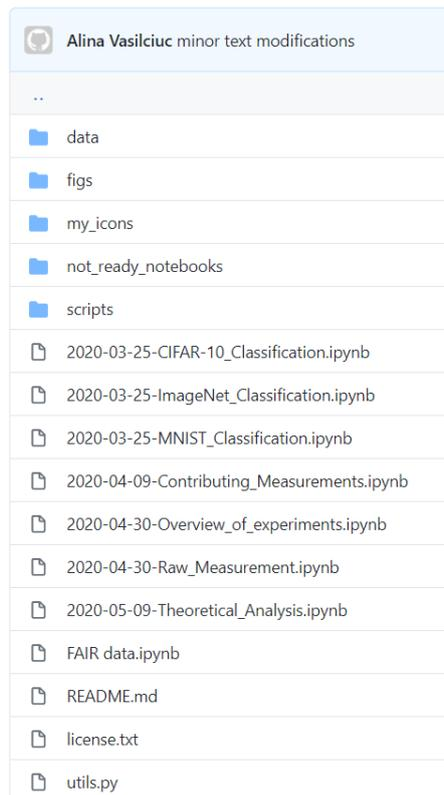 Alina Vasilciuc minor text modifications
..
data
figs
my_icons
not_ready_notebooks
scripts
2020-03-25-CIFAR-10_Classification.ipynb
2020-03-25-ImageNet_Classification.ipynb
2020-03-25-MNIST_Classification.ipynb
2020-04-09-Contributing_Measurements.ipynb
2020-04-30-Overview_of_experiments.ipynb
2020-04-30-Raw_Measurement.ipynb
2020-05-09-Theoretical_Analysis.ipynb
FAIR data.ipynb
README.md
license.txt
utils.py